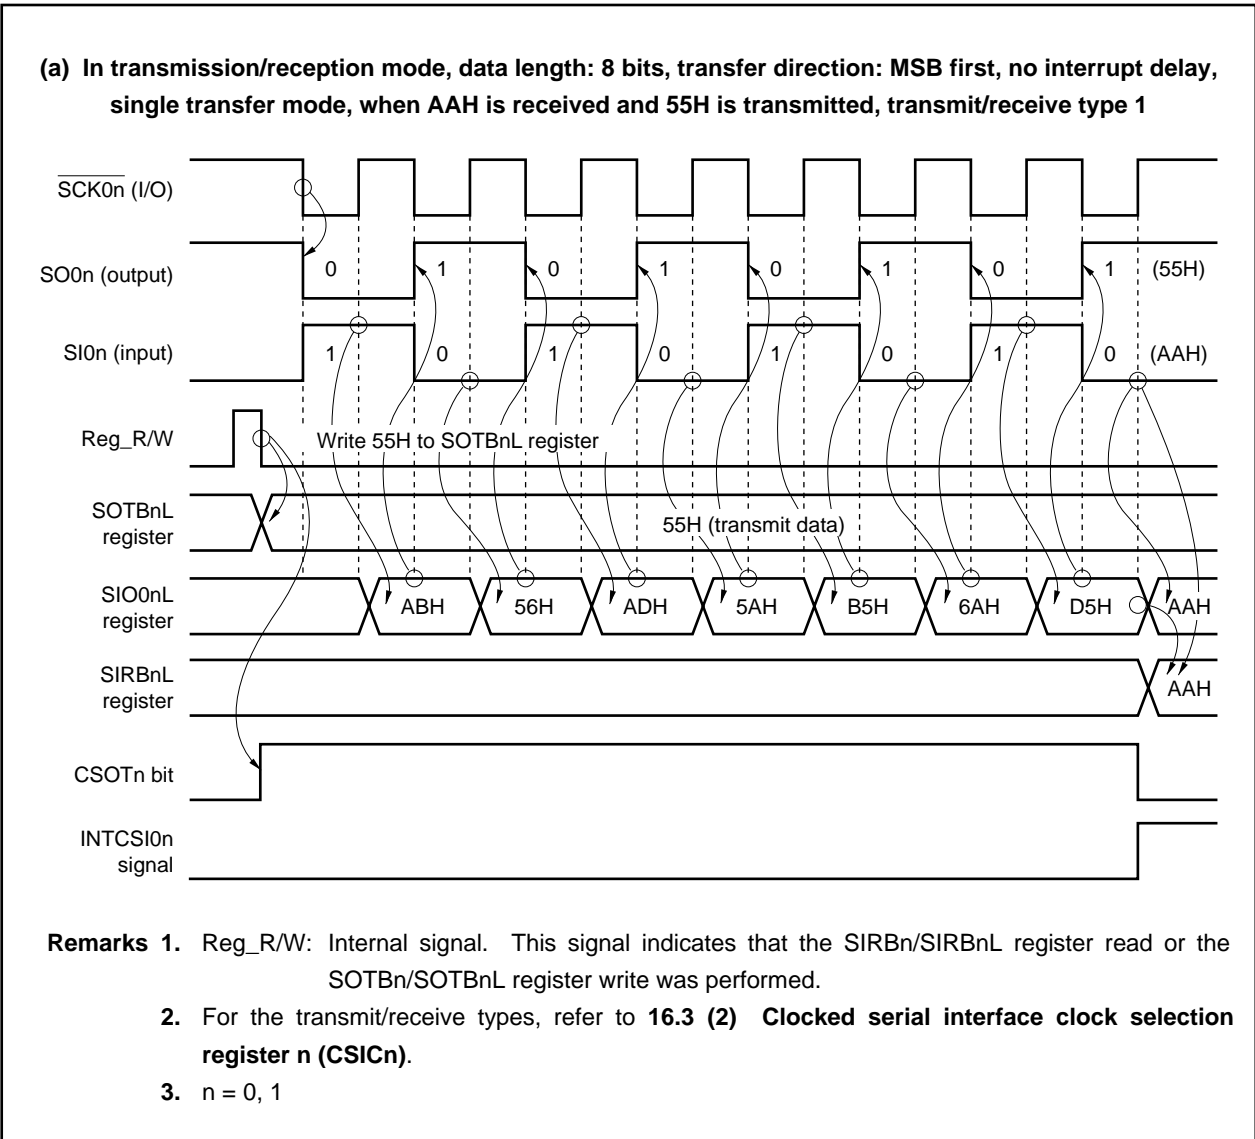 (a) In transmission/reception mode, data length: 8 bits, transfer direction: MSB first, no interrupt delay,
single transfer mode, when AAH is received and 55H is transmitted, transmit/receive type 1
SCK0n (I/O)
SO0n (output) 0 1 0 1 0 1 0 1 (55H)
SI0n (input) 1 0 1 0 1 0 1 0 (AAH)
Reg_R/W Write 55H to SOTBnL register
SOTBnL
register
55H (transmit data)
SIO0nL
register
ABH 56H ADH 5AH B5H 6AH D5H AAH
SIRBnL
register
AAH
CSOTn bit
INTCSI0n
signal
Remarks 1. Reg_R/W: Internal signal. This signal indicates that the SIRBn/SIRBnL register read or the
SOTBn/SOTBnL register write was performed.
2. For the transmit/receive types, refer to 16.3 (2) Clocked serial interface clock selection
register n (CSICn).
3. n = 0, 1